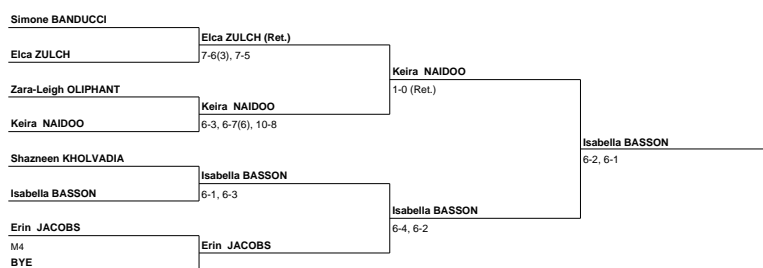 Simone BANDUCCI
Elca ZULCH (Ret.)
Elca ZULCH
7-6(3), 7-5
Keira NAIDOO
Zara-Leigh OLIPHANT
1-0 (Ret.)
Keira NAIDOO
Keira NAIDOO
6-3, 6-7(6), 10-8
Isabella BASSON
Shazneen KHOLVADIA
6-2, 6-1
Isabella BASSON
Isabella BASSON
6-1, 6-3
Isabella BASSON
Erin JACOBS
6-4, 6-2
M4
Erin JACOBS
BYE